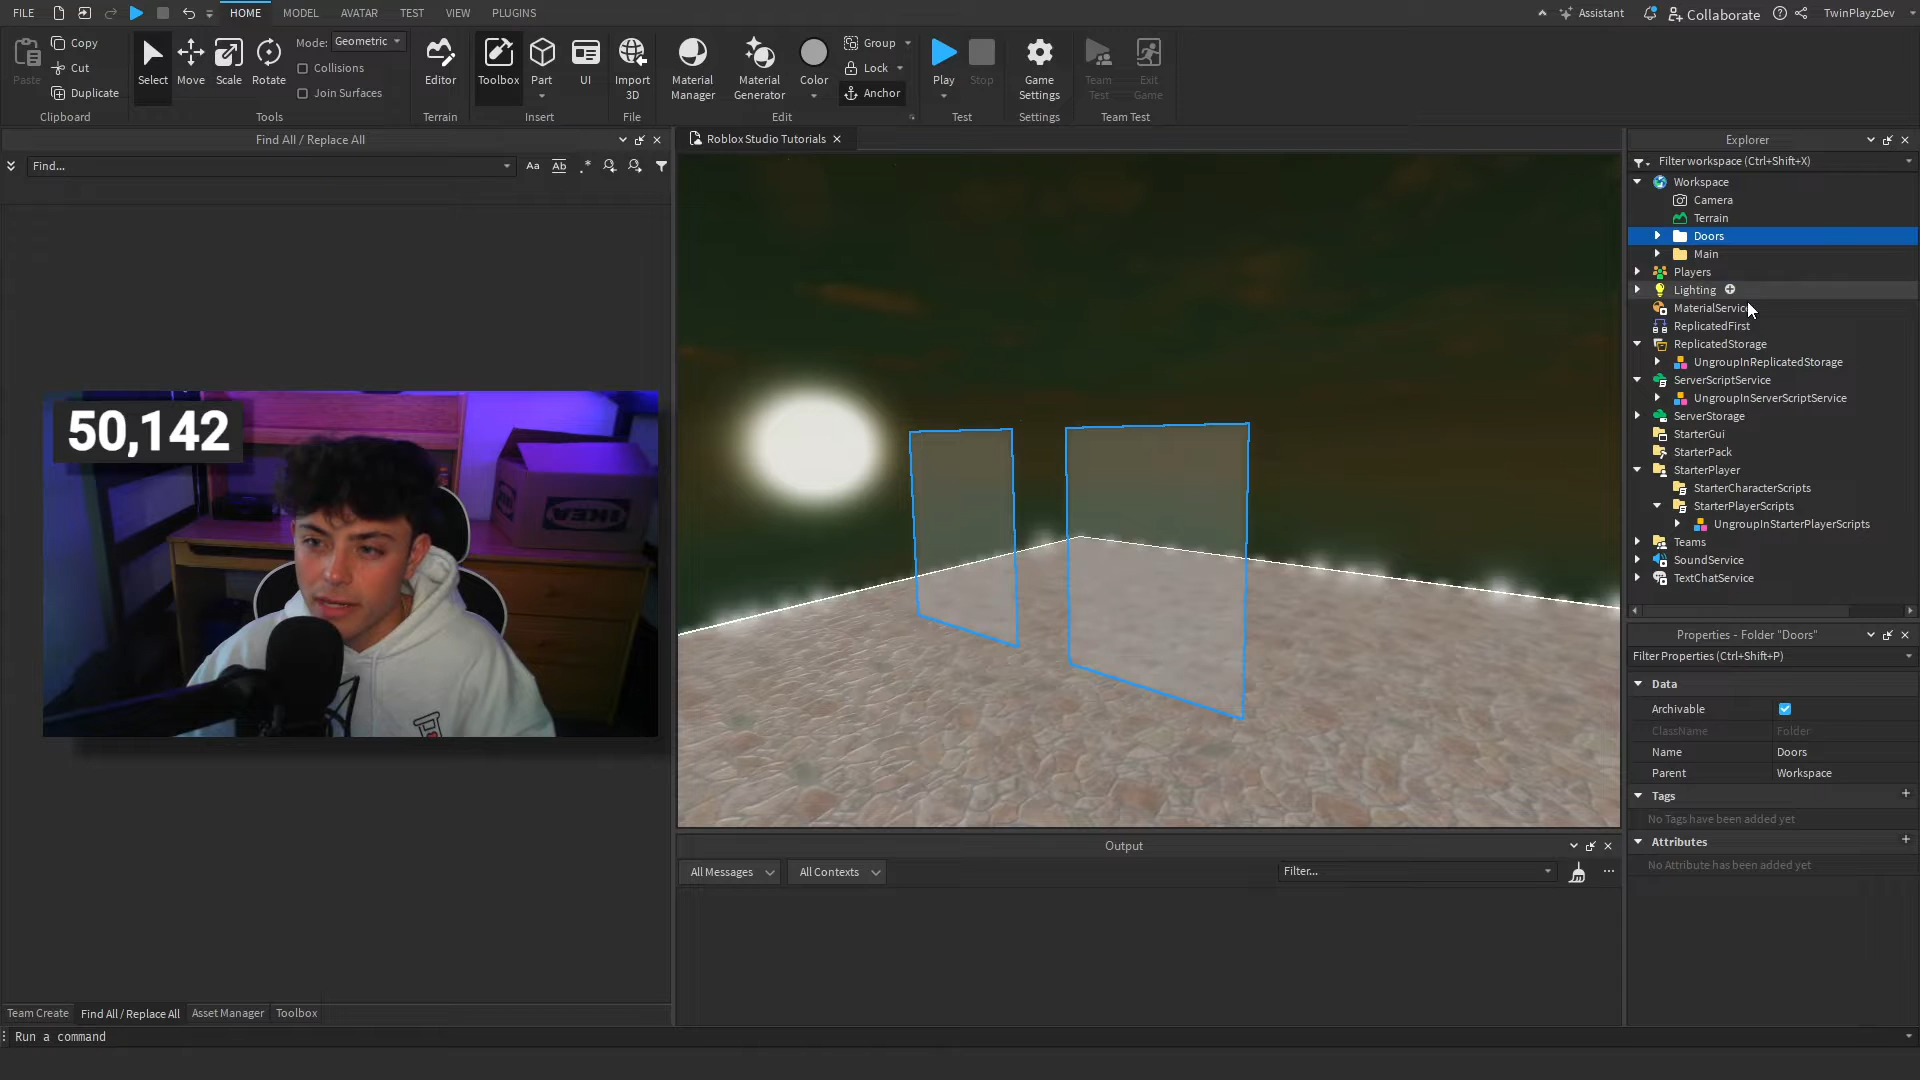 FILE
HOME
MODEL
AVATAR
TEST
VIEW
PLUGINS
Assistant
Collaborate
TwinPlayzDev
Paste
Copy
Cut
Duplicate
Clipboard
Select
Move
Scale
Rotate
Mode:
Geometric
Collisions
Join Surfaces
Tools
Editor
Terrain
Toolbox
Part
UI
Insert
Import
3D
File
Material
Manager
Material
Generator
Color
Group
Lock
Anchor
Edit
Play
Stop
Test
Game
Settings
Settings
Team
Test
Exit
Game
Team Test
Find All / Replace All
Find...
Aa
Ab
.*
50,142
IKEA
Roblox Studio Tutorials
Output
All Messages
All Contexts
Filter...
Explorer
Filter workspace (Ctrl+Shift+X)
Workspace
Camera
Terrain
Doors
Main
Players
Lighting
MaterialService
ReplicatedFirst
ReplicatedStorage
UngroupInReplicatedStorage
ServerScriptService
UngroupInServerScriptService
ServerStorage
StarterGui
StarterPack
StarterPlayer
StarterCharacterScripts
StarterPlayerScripts
UngroupInStarterPlayerScripts
Teams
SoundService
TextChatService
Properties - Folder "Doors"
Filter Properties (Ctrl+Shift+P)
Data
Archivable
ClassName Folder
Name Doors
Parent Workspace
Tags
No Tags have been added yet
Attributes
No Attribute has been added yet
Team Create
Find All / Replace All
Asset Manager
Toolbox
Run a command